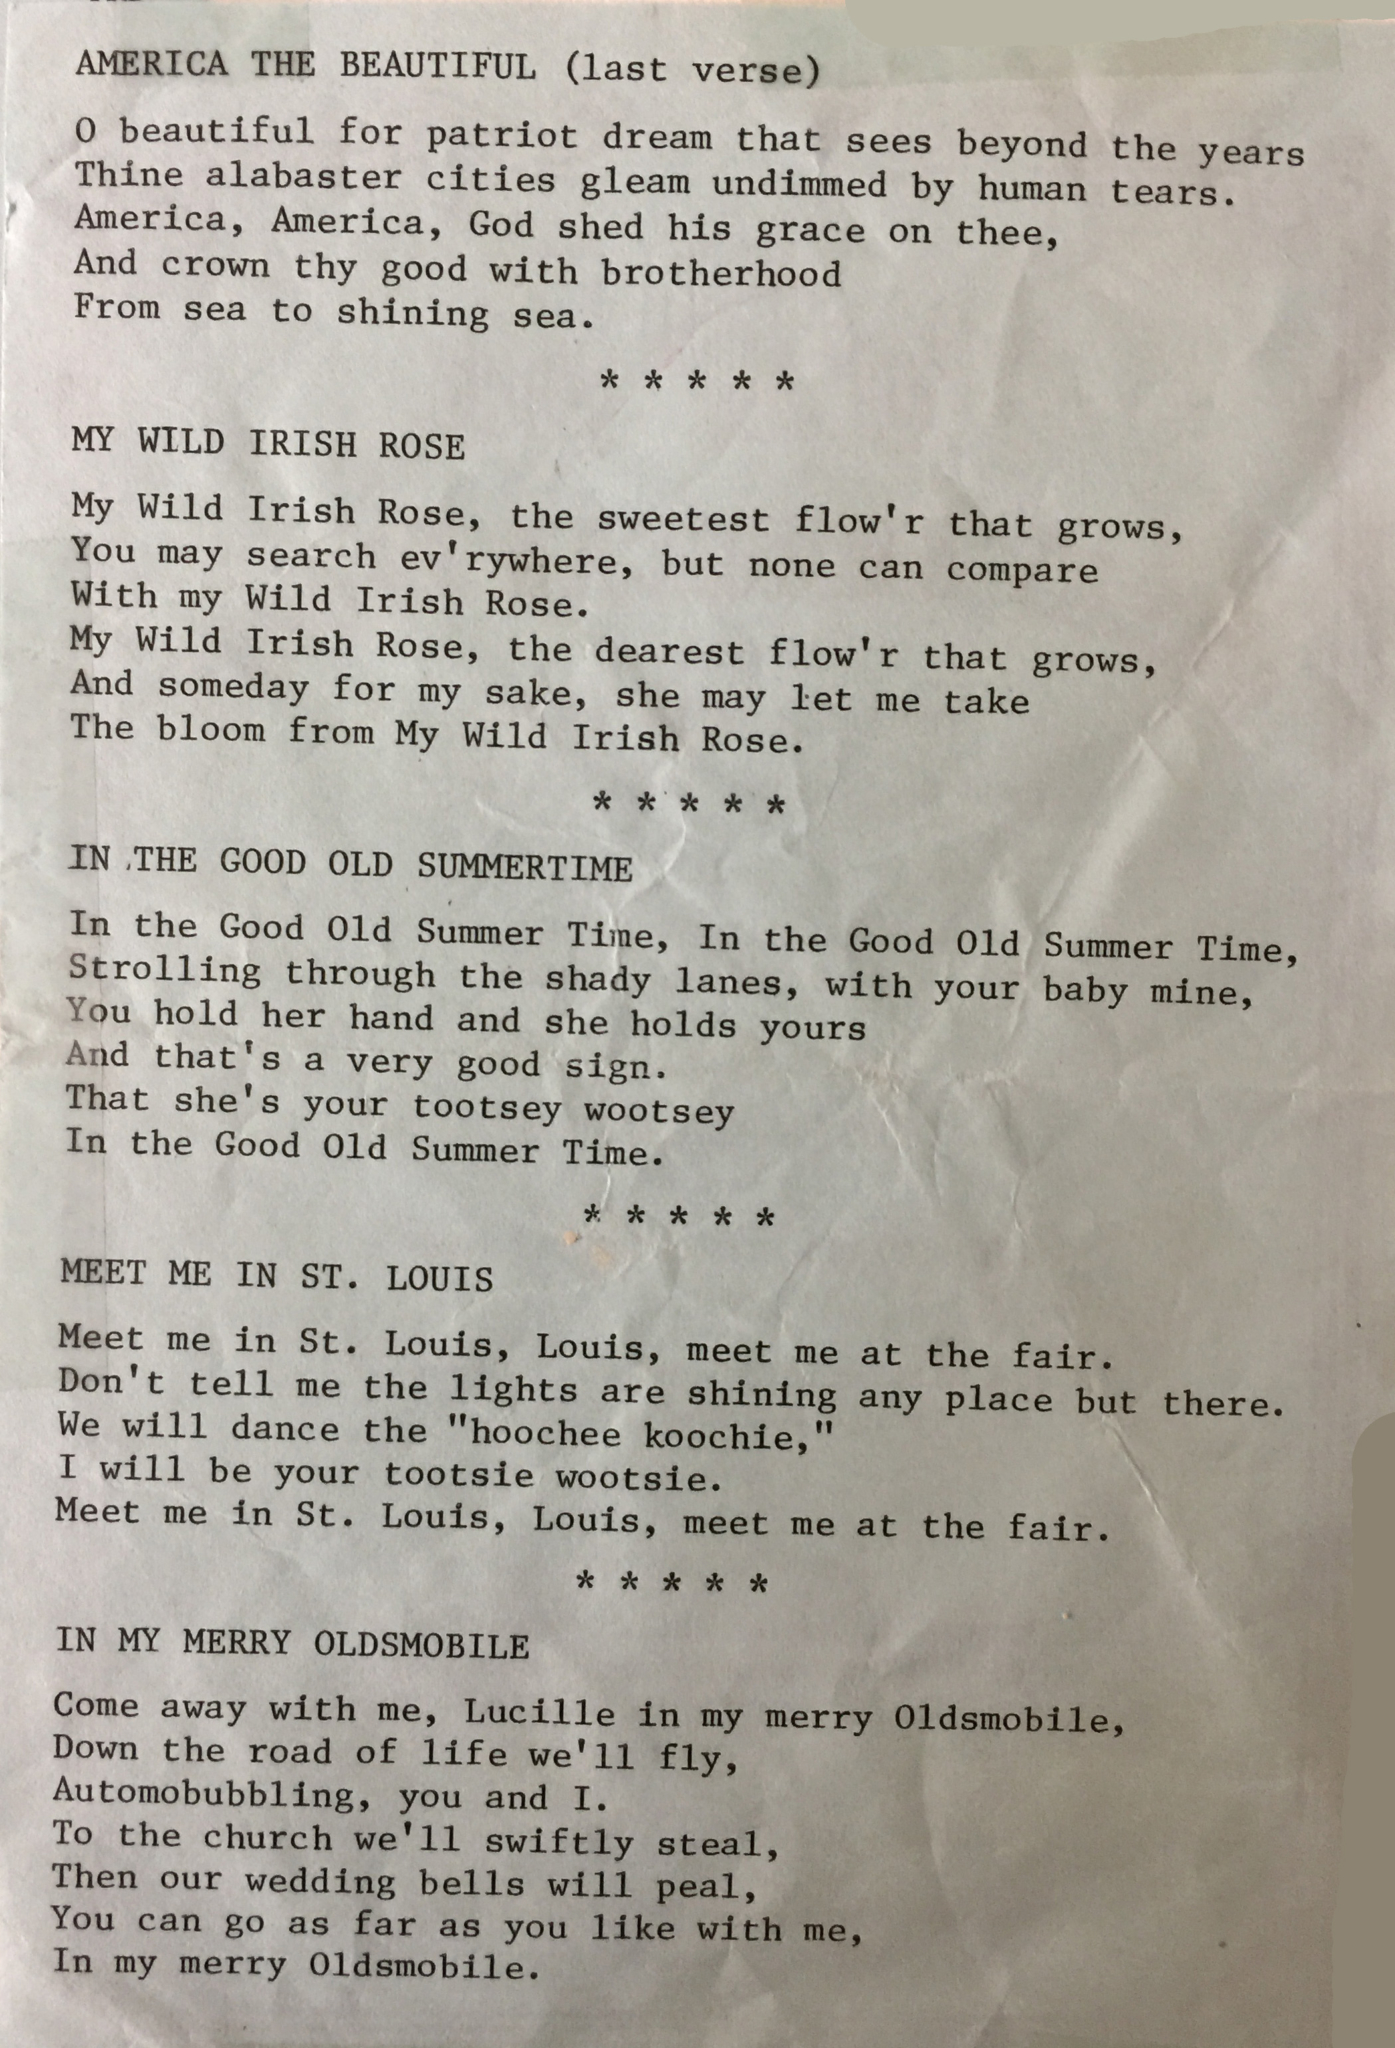 AMERICA THE BEAUTIFUL (last verse)
O beautiful for patriot dream that sees beyond the years
Thine alabaster cities gleam undimmed by human tears.
America, America, God shed his grace on thee,
And crown thy good with brotherhood
From sea to shining sea.
* * * * *
MY WILD IRISH ROSE
My Wild Irish Rose, the sweetest flow'r that grows,
You may search ev'rywhere, but none can compare
With my Wild Irish Rose.
My Wild Irish Rose, the dearest flow'r that grows,
And someday for my sake, she may let me take
The bloom from My Wild Irish Rose.
* * * * *
IN THE GOOD OLD SUMMERTIME
In the Good Old Summer Time, In the Good Old Summer Time,
Strolling through the shady lanes, with your baby mine,
You hold her hand and she holds yours
And that's a very good sign.
That she's your tootsey wootsey
In the Good Old Summer Time.
* * * * *
MEET ME IN ST. LOUIS
Meet me in St. Louis, Louis, meet me at the fair.
Don't tell me the lights are shining any place but there.
We will dance the "hoochee koochie,"
I will be your tootsie wootsie.
Meet me in St. Louis, Louis, meet me at the fair.
* * * * *
IN MY MERRY OLDSMOBILE
Come away with me, Lucille in my merry Oldsmobile,
Down the road of life we'll fly,
Automobubbling, you and I.
To the church we'll swiftly steal,
Then our wedding bells will peal,
You can go as far as you like with me,
In my merry Oldsmobile.